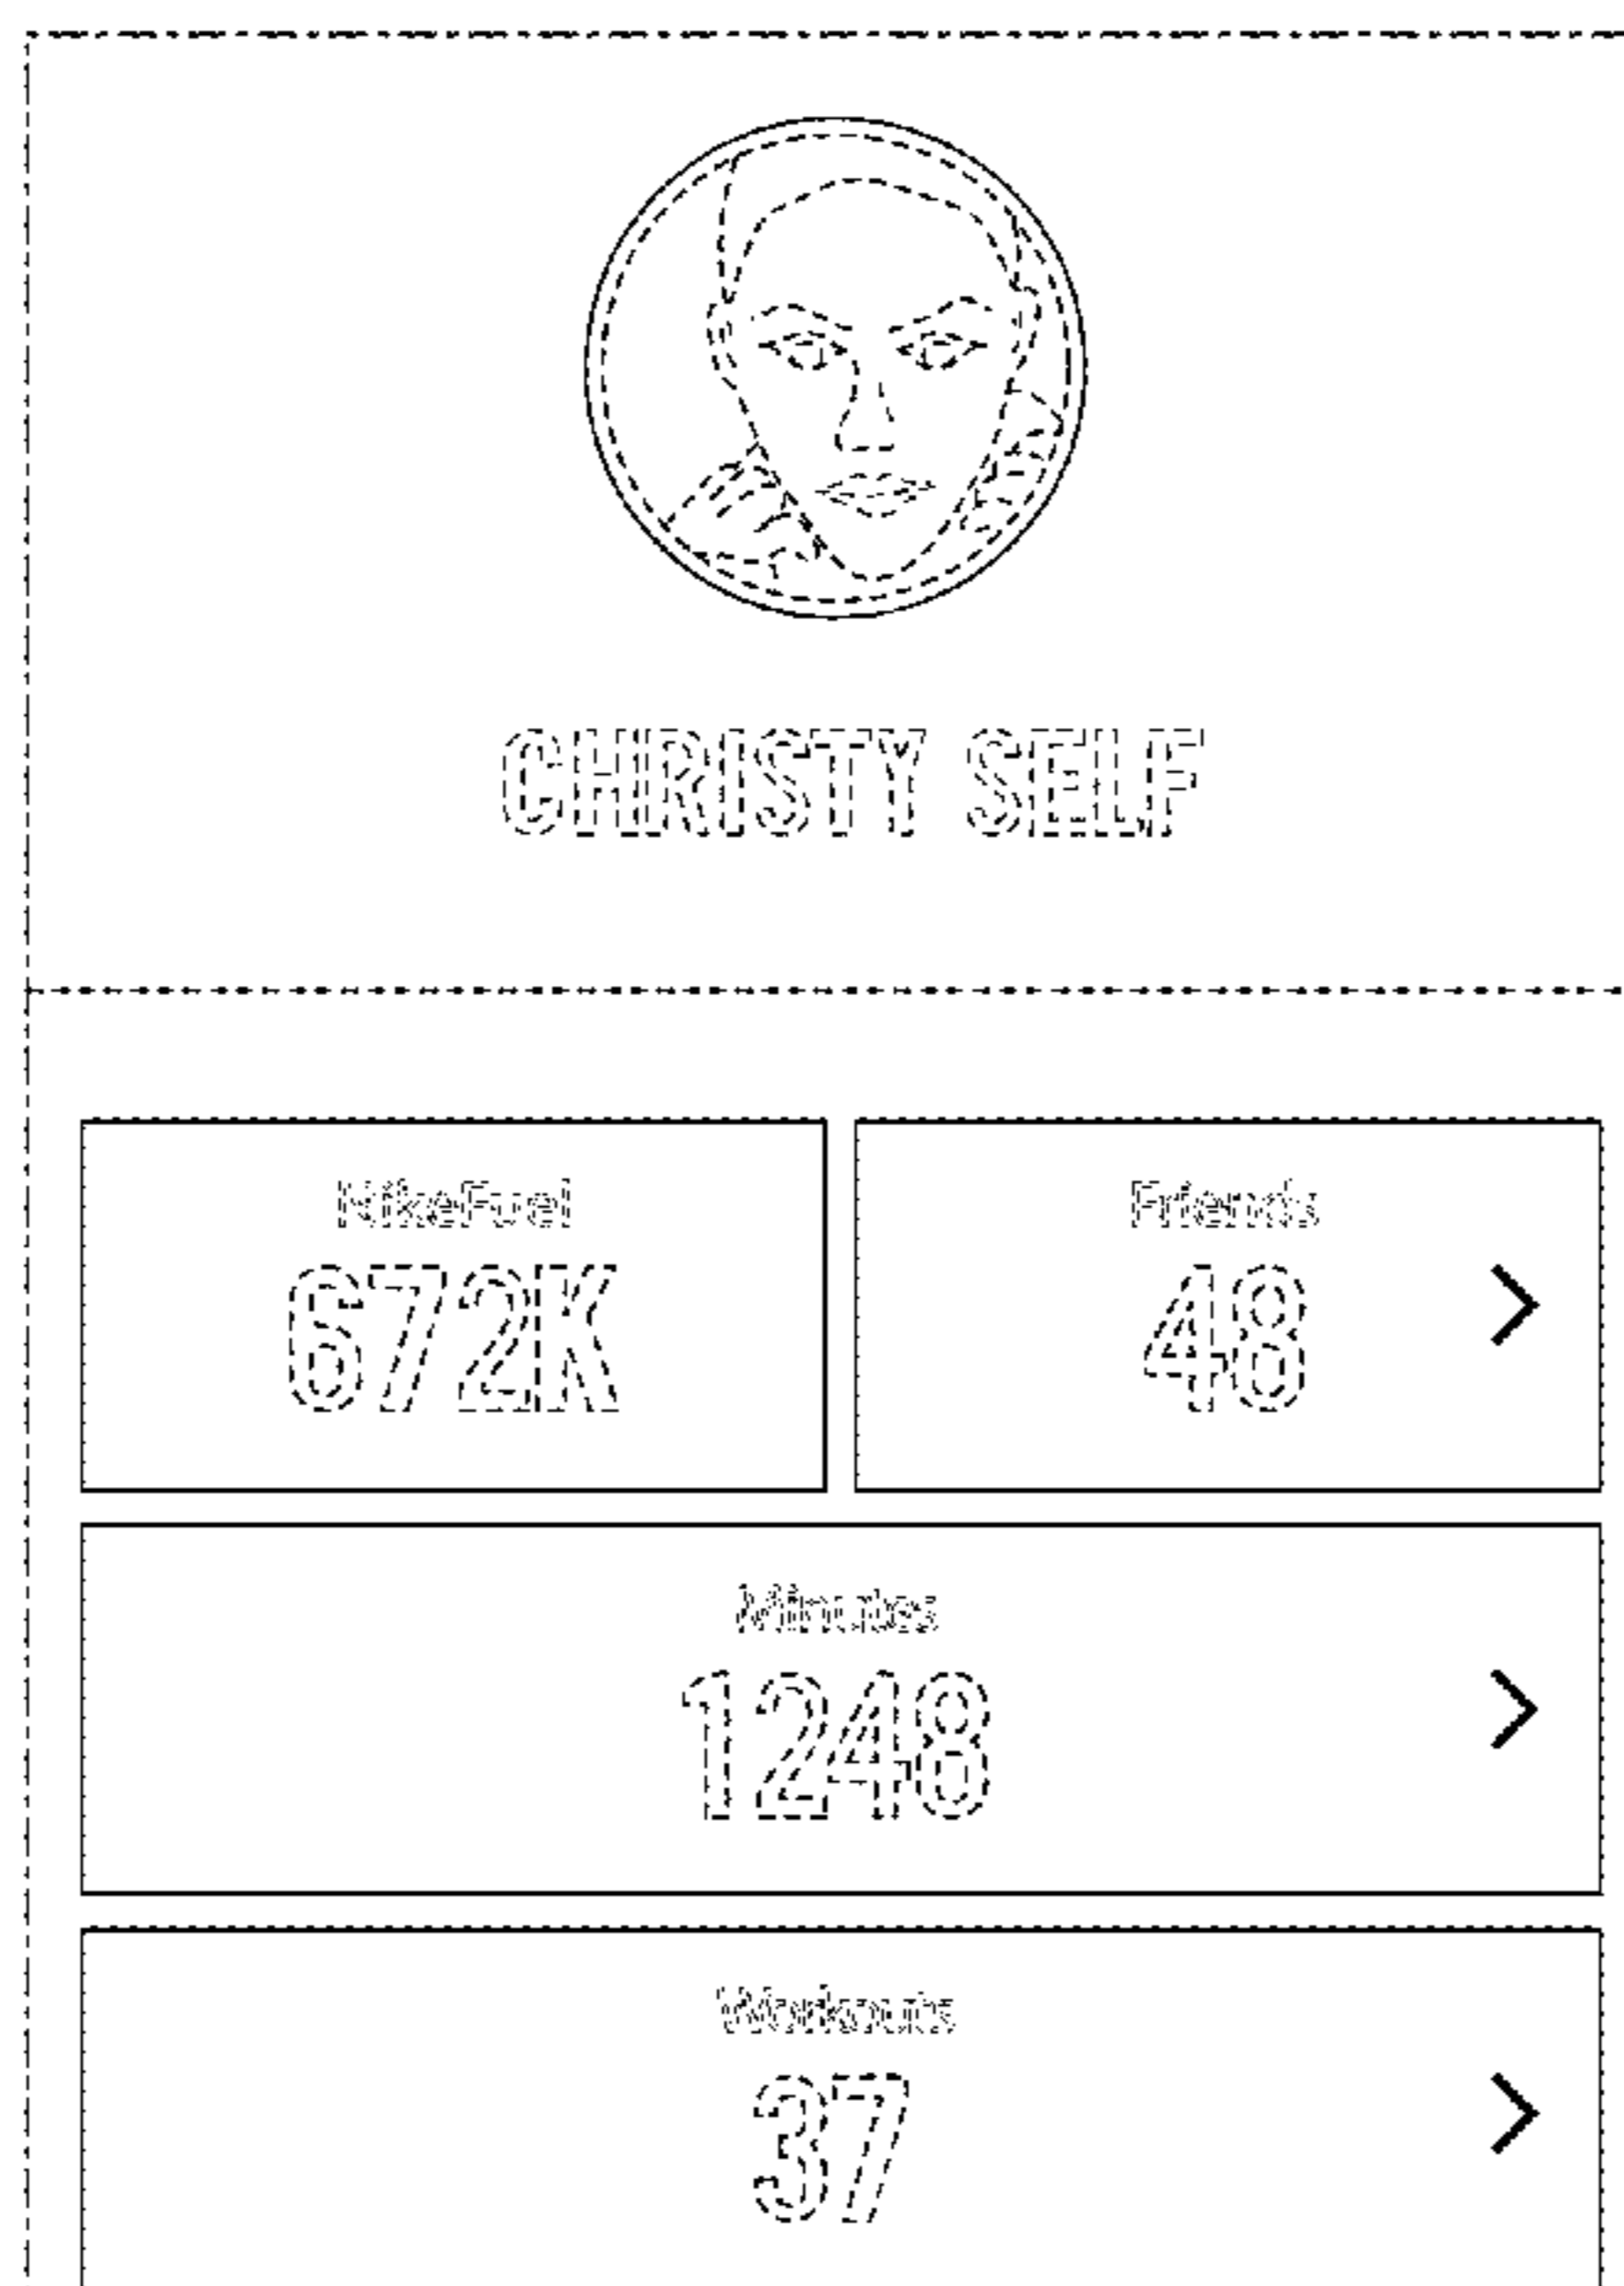 CHRISTY SELF
NikeFuel
672K
Friends
48
Minutes
1248
Workouts
37